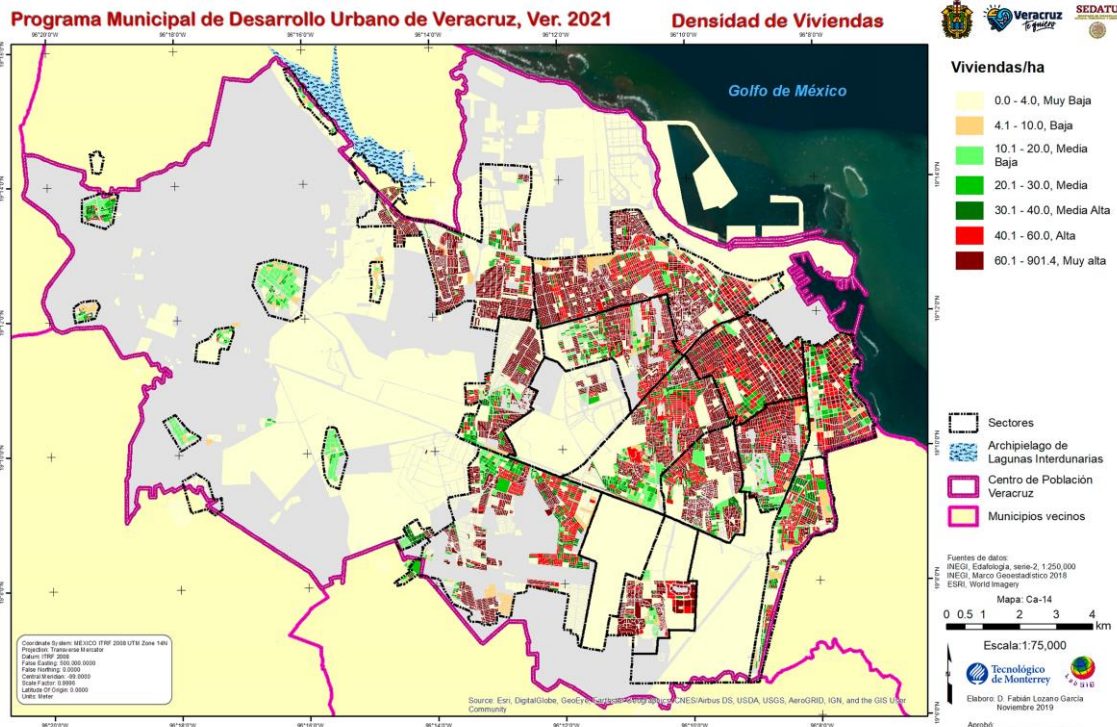 Programa Municipal de Desarrollo Urbano de Veracruz, Ver. 2021
Densidad de Viviendas
Veracruz
Te quiero
SEDATU
96°20'0"W 96°18'0"W 96°16'0"W 96°14'0"W 96°12'0"W 96°10'0"W 96°8'0"W
Golfo de México
Viviendas/ha
0.0 - 4.0, Muy Baja
4.1 - 10.0, Baja
10.1 - 20.0, Media
Baja
20.1 - 30.0, Media
30.1 - 40.0, Media Alta
40.1 - 60.0, Alta
60.1 - 901.4, Muy alta
Sectores
Archipielago de
Lagunas Interdunarias
Centro de Población
Veracruz
Municipios vecinos
Fuentes de datos:
INEGI, Edafología, serie-2, 1:250,000
INEGI, Marco Geoestadístico 2018
ESRI, World Imagery
Mapa: Ca-14
0 0.5 1 2 3 4
km
Escala:1:75,000
Tecnológico
de Monterrey
Elaboro: D. Fabián Lozano García
Noviembre 2019
Aprobó:
Coordinate System: MEXICO ITRF 2008 UTM Zone 14N
Projection: Transverse Mercator
Datum: ITRF 2008
False Easting: 500,000.0000
False Northing: 0.0000
Central Meridian: -99.0000
Scale Factor: 0.9996
Latitude Of Origin: 0.0000
Units: Meter
Source: Esri, DigitalGlobe, GeoEye, Earthstar Geographics, CNES/Airbus DS, USDA, USGS, AeroGRID, IGN, and the GIS User
Community